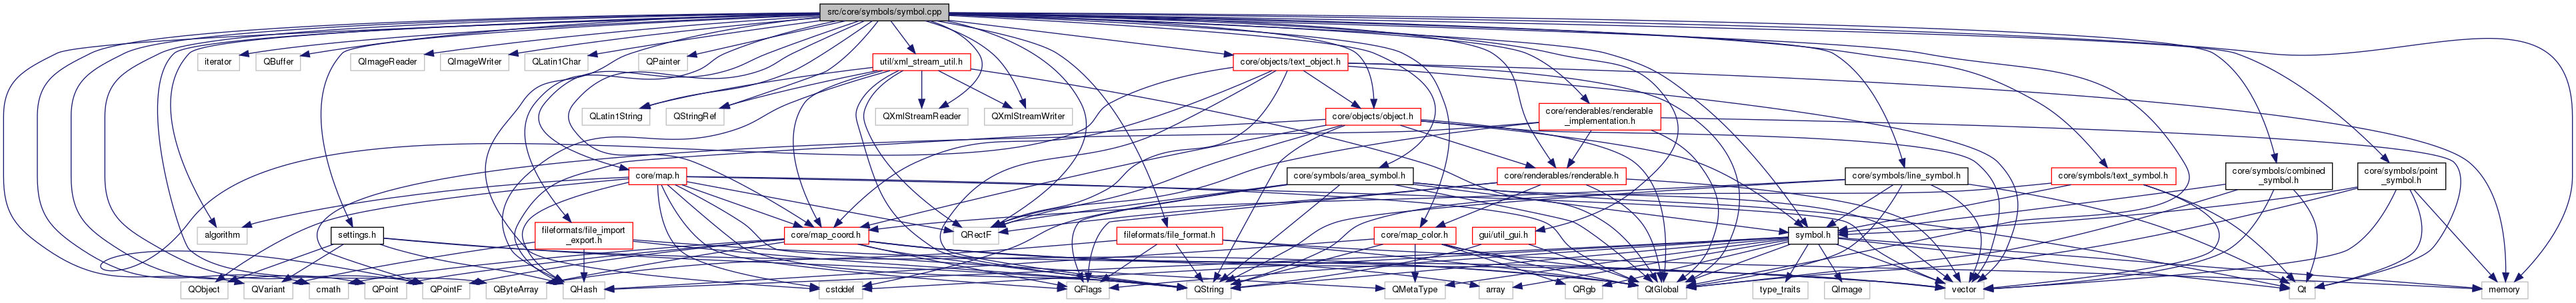 src/core/symbols/symbol.cpp
iterator
QBuffer
QImageReader
QImageWriter
QLatin1Char
QPainter
util/xml_stream_util.h
core/objects/text_object.h
QLatin1String
QStringRef
QXmlStreamReader
QXmlStreamWriter
core/objects/object.h
core/renderables/renderable
_implementation.h
core/map.h
core/symbols/area_symbol.h
core/renderables/renderable.h
core/symbols/line_symbol.h
core/symbols/text_symbol.h
core/symbols/combined
_symbol.h
core/symbols/point
_symbol.h
algorithm
settings.h
fileformats/file_import
_export.h
core/map_coord.h
QRectF
fileformats/file_format.h
core/map_color.h
gui/util_gui.h
symbol.h
QObject
QVariant
cmath
QPoint
QPointF
QByteArray
QHash
cstddef
QFlags
QString
QMetaType
array
QRgb
QtGlobal
type_traits
QImage
vector
Qt
memory